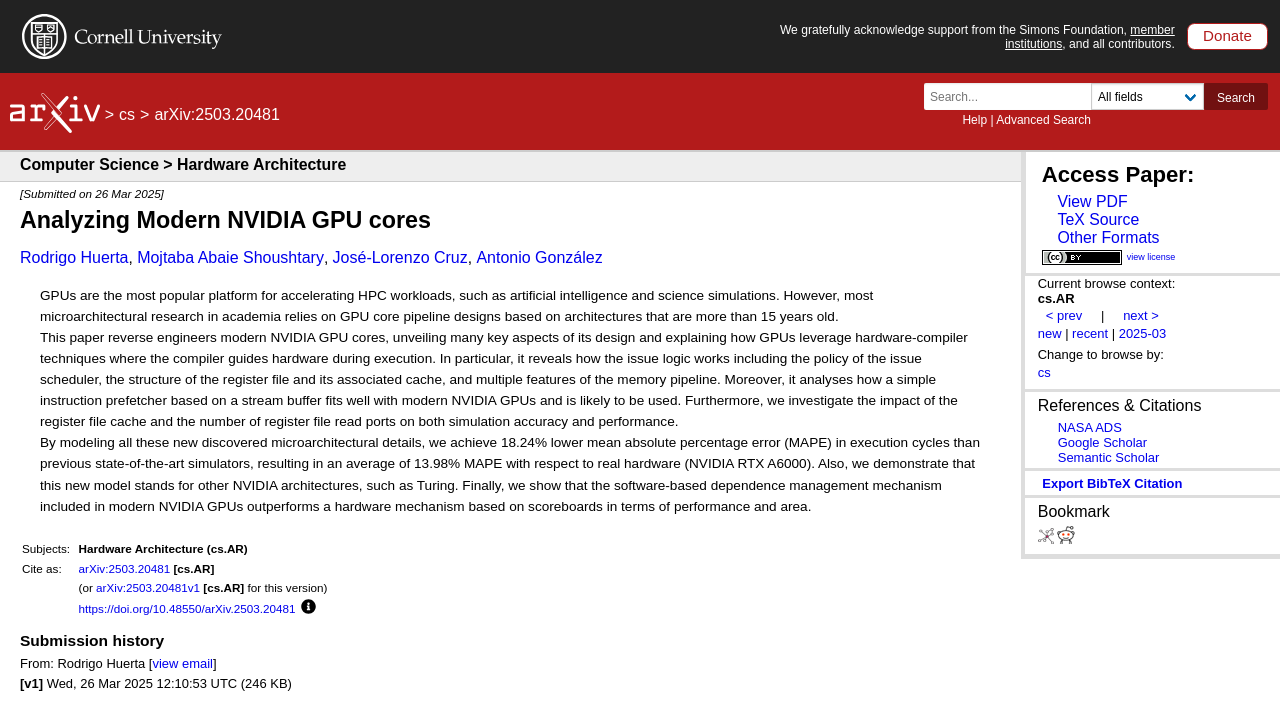 Cornell University
We gratefully acknowledge support from the Simons Foundation, member
institutions, and all contributors.
Donate
arXiv > cs > arXiv:2503.20481
Search...
All fields
Search
Help | Advanced Search
Computer Science > Hardware Architecture
[Submitted on 26 Mar 2025]
Analyzing Modern NVIDIA GPU cores
Rodrigo Huerta, Mojtaba Abaie Shoushtary, José-Lorenzo Cruz, Antonio González
GPUs are the most popular platform for accelerating HPC workloads, such as artificial intelligence and science simulations. However, most
microarchitectural research in academia relies on GPU core pipeline designs based on architectures that are more than 15 years old.
This paper reverse engineers modern NVIDIA GPU cores, unveiling many key aspects of its design and explaining how GPUs leverage hardware-compiler
techniques where the compiler guides hardware during execution. In particular, it reveals how the issue logic works including the policy of the issue
scheduler, the structure of the register file and its associated cache, and multiple features of the memory pipeline. Moreover, it analyses how a simple
instruction prefetcher based on a stream buffer fits well with modern NVIDIA GPUs and is likely to be used. Furthermore, we investigate the impact of the
register file cache and the number of register file read ports on both simulation accuracy and performance.
By modeling all these new discovered microarchitectural details, we achieve 18.24% lower mean absolute percentage error (MAPE) in execution cycles than
previous state-of-the-art simulators, resulting in an average of 13.98% MAPE with respect to real hardware (NVIDIA RTX A6000). Also, we demonstrate that
this new model stands for other NVIDIA architectures, such as Turing. Finally, we show that the software-based dependence management mechanism
included in modern NVIDIA GPUs outperforms a hardware mechanism based on scoreboards in terms of performance and area.
Subjects: Hardware Architecture (cs.AR)
Cite as: arXiv:2503.20481 [cs.AR]
(or arXiv:2503.20481v1 [cs.AR] for this version)
https://doi.org/10.48550/arXiv.2503.20481
Submission history
From: Rodrigo Huerta [view email]
[v1] Wed, 26 Mar 2025 12:10:53 UTC (246 KB)
Access Paper:
View PDF
TeX Source
Other Formats
cc BY view license
Current browse context:
cs.AR
< prev | next >
new | recent | 2025-03
Change to browse by:
cs
References & Citations
NASA ADS
Google Scholar
Semantic Scholar
Export BibTeX Citation
Bookmark